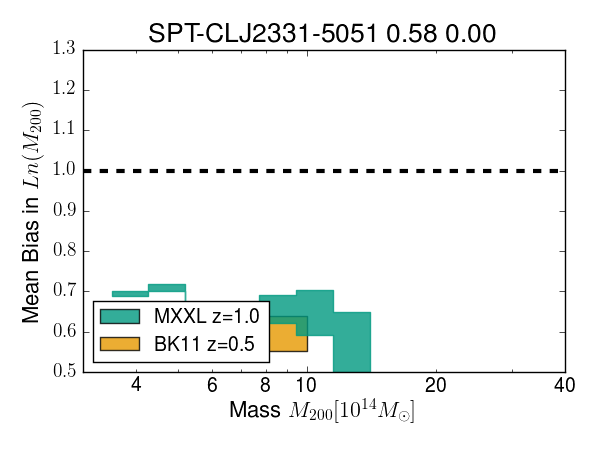 SPT-CLJ2331-5051 0.58 0.00
1.3
1.2
1.1
1.0
0.9
0.8
0.7
0.6
0.5
Mean Bias in Ln(M₂₀₀)
MXXL z=1.0
BK11 z=0.5
4 6 8 10 20 40
Mass M₂₀₀[10¹⁴M☉]